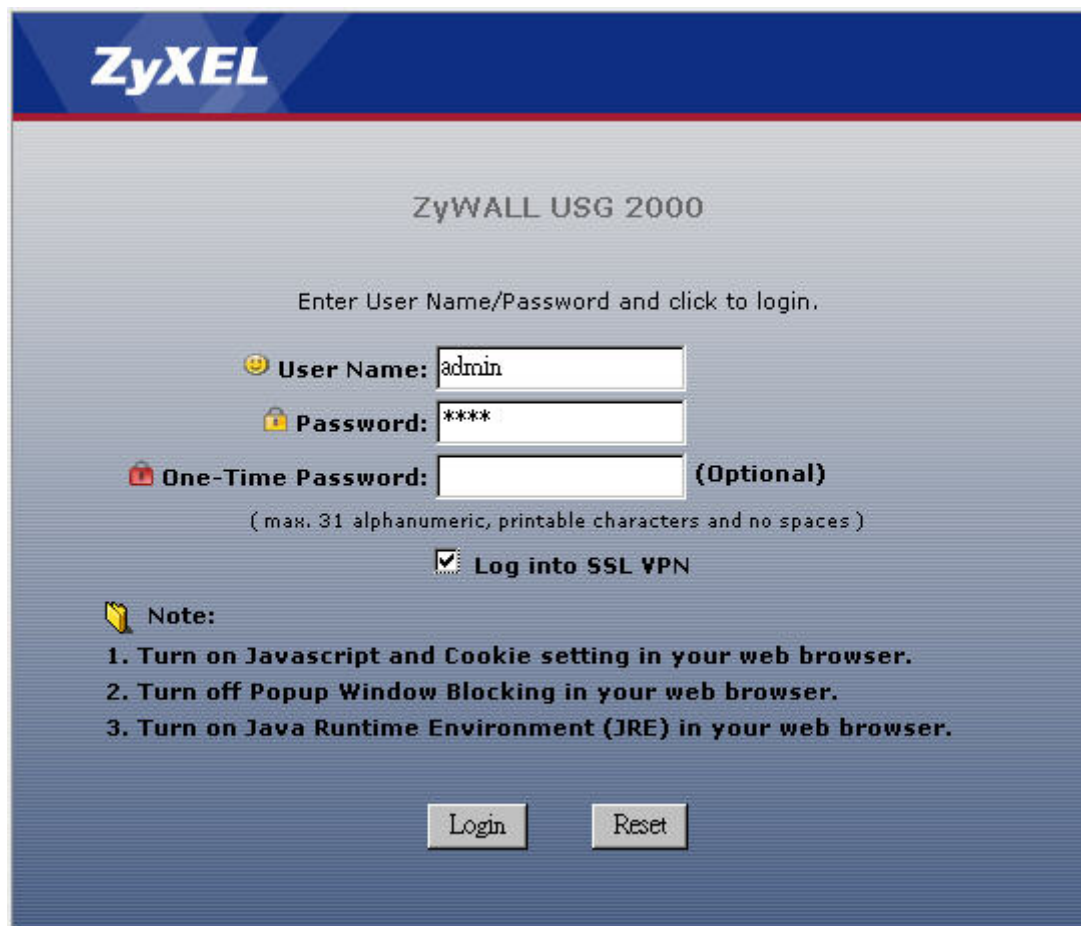 ZyXEL
ZyWALL USG 2000
Enter User Name/Password and click to login.
User Name: admin
Password: ****
One-Time Password: (Optional)
( max. 31 alphanumeric, printable characters and no spaces )
Log into SSL VPN
Note:
1. Turn on Javascript and Cookie setting in your web browser.
2. Turn off Popup Window Blocking in your web browser.
3. Turn on Java Runtime Environment (JRE) in your web browser.
Login Reset